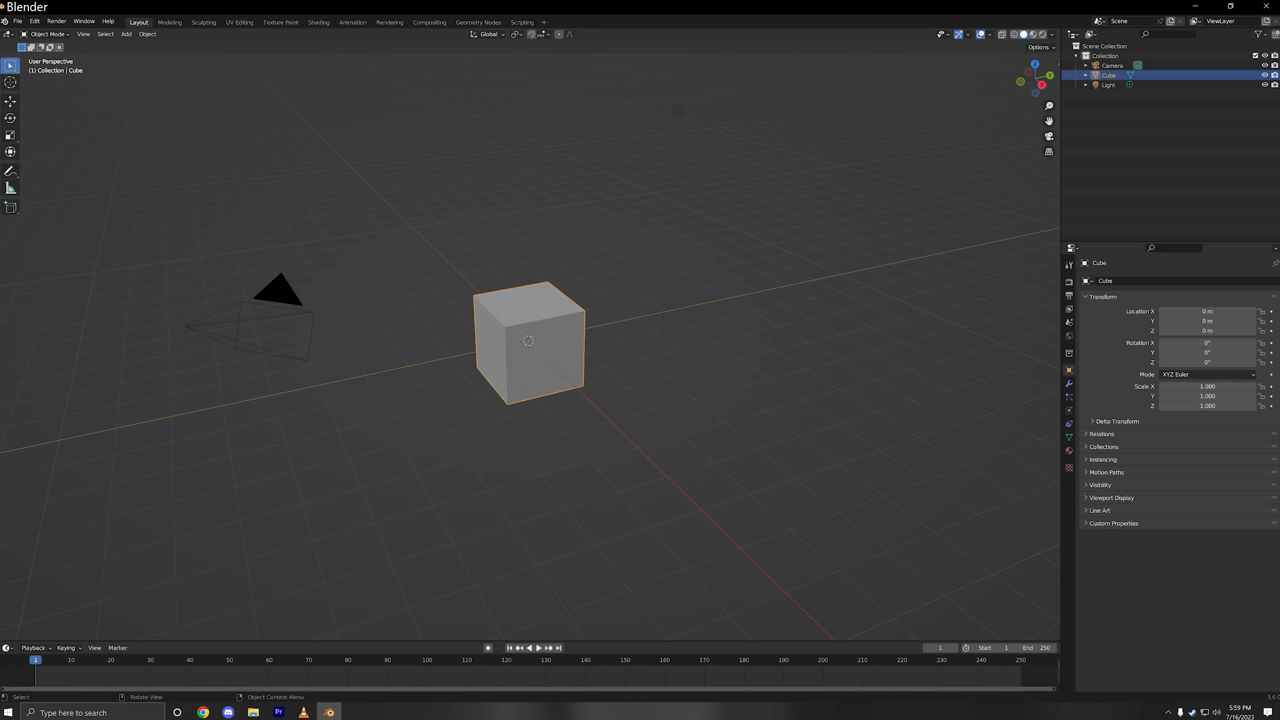 Blender
File Edit Render Window Help Layout Modeling Sculpting UV Editing Texture Paint Shading Animation Rendering Compositing Geometry Nodes Scripting + Scene ViewLayer
Object Mode View Select Add Object Global
Options
User Perspective
(1) Collection | Cube
Z
Y
X
Scene Collection
Collection
Camera
Cube
Light
Cube
Cube
Transform
Location X 0 m
Y 0 m
Z 0 m
Rotation X 0°
Y 0°
Z 0°
Mode XYZ Euler
Scale X 1.000
Y 1.000
Z 1.000
Delta Transform
Relations
Collections
Instancing
Motion Paths
Visibility
Viewport Display
Line Art
Custom Properties
Playback Keying View Marker 1 Start 1 End 250
1 10 20 30 40 50 60 70 80 90 100 110 120 130 140 150 160 170 180 190 200 210 220 230 240 250
Select Rotate View Object Context Menu
Type here to search
Pr
5:59 PM
7/16/2023